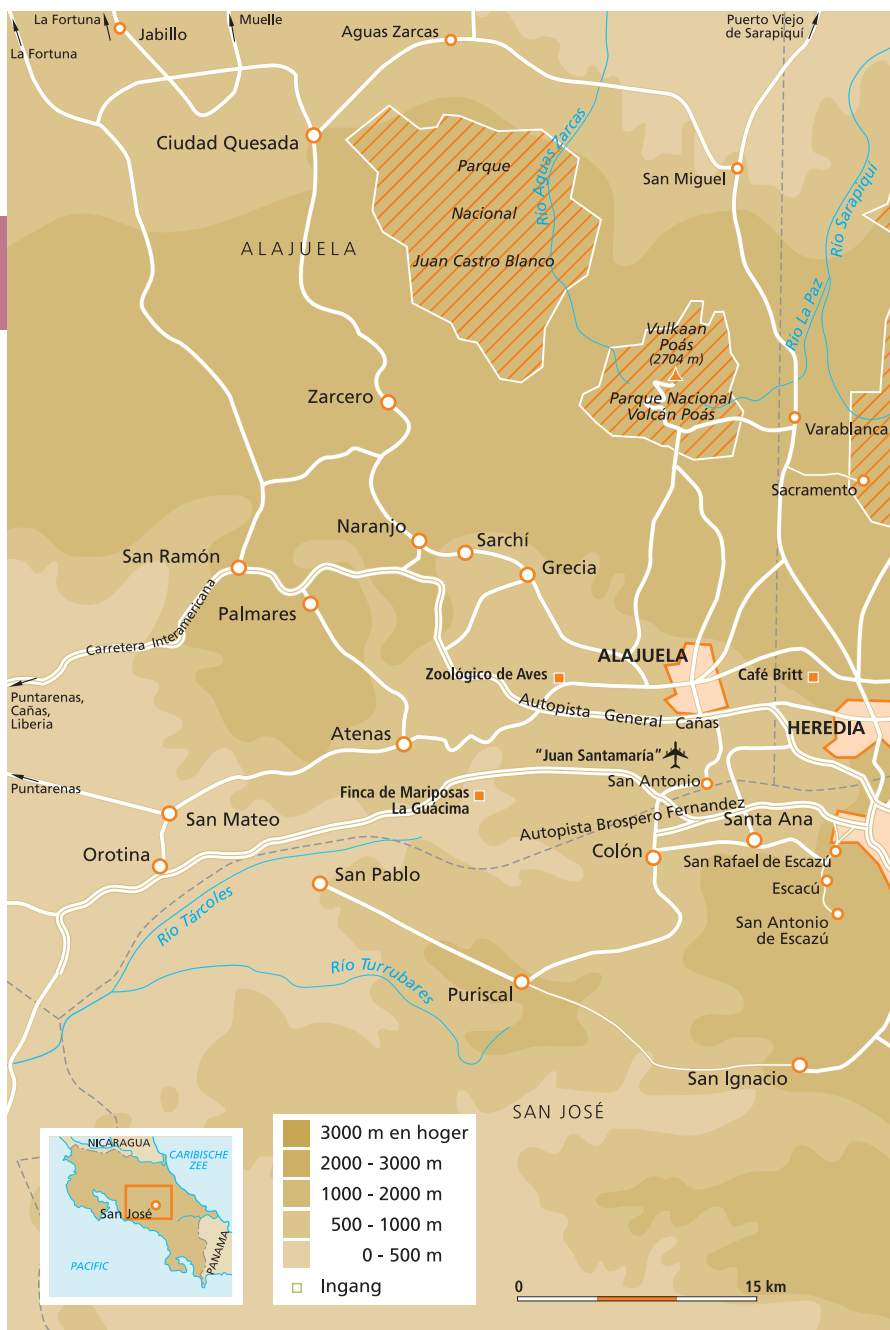 La Fortuna
Jabillo
La Fortuna
Muelle
Aguas Zarcas
Puerto Viejo
de Sarapiquí
Ciudad Quesada
Parque
Nacional
Juan Castro Blanco
Río Aguas Zarcas
San Miguel
Río Sarapiquí
ALAJUELA
Río La Paz
Vulkaan
Poás
(2704 m)
Parque Nacional
Volcán Poás
Zarcero
Varablanca
Sacramento
Naranjo
Sarchí
San Ramón
Grecia
Palmares
Carretera Interamericana
ALAJUELA
Zoológico de Aves
Café Britt
Puntarenas,
Cañas,
Liberia
Autopista General Cañas
HEREDIA
Atenas
"Juan Santamaría"
San Antonio
Puntarenas
Finca de Mariposas
La Guácima
Autopista Brospero Fernandez
San Mateo
Santa Ana
Orotina
Colón
San Rafael de Escazú
San Pablo
Escacú
San Antonio
de Escazú
Río Tárcoles
Río Turrubares
Puriscal
San Ignacio
SAN JOSÉ
NICARAGUA
CARIBISCHE
ZEE
San José
PANAMA
PACIFIC
3000 m en hoger
2000 - 3000 m
1000 - 2000 m
500 - 1000 m
0 - 500 m
Ingang
0 15 km